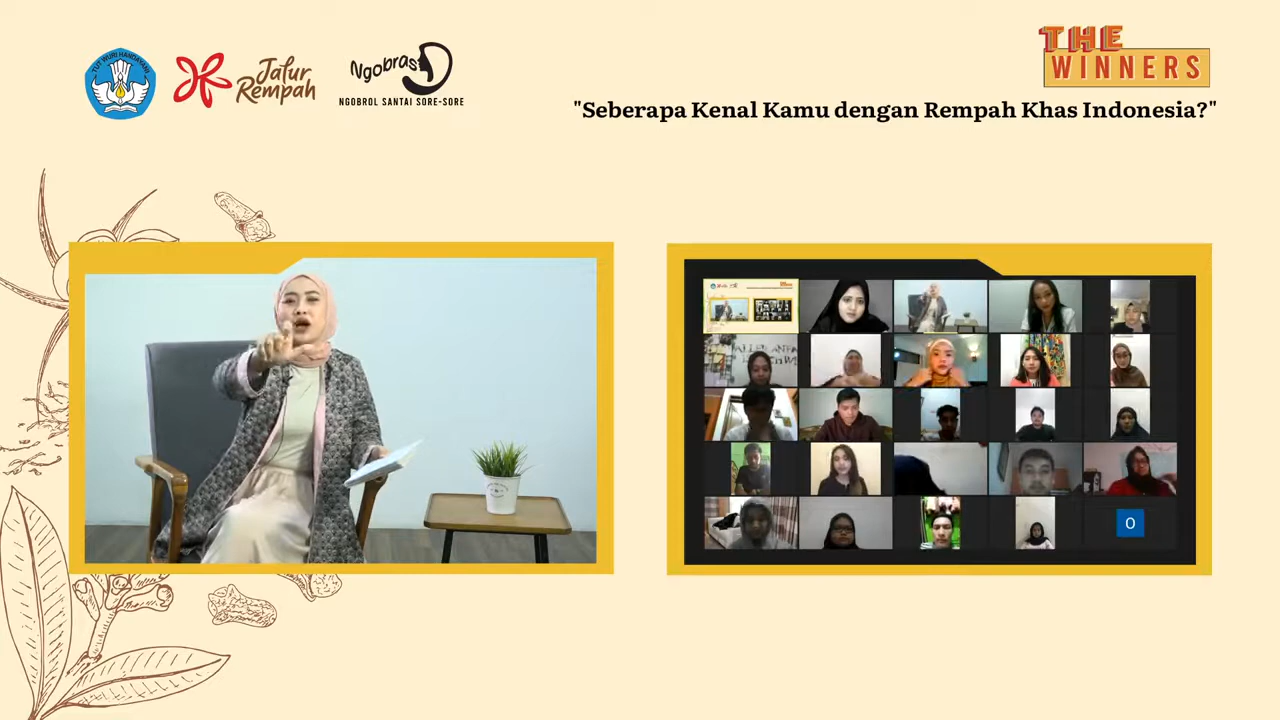 TUT WURI HANDAYANI
Jalur
Rempah
Ngobras
NGOBROL SANTAI SORE-SORE
THE
WINNERS
"Seberapa Kenal Kamu dengan Rempah Khas Indonesia?"
O